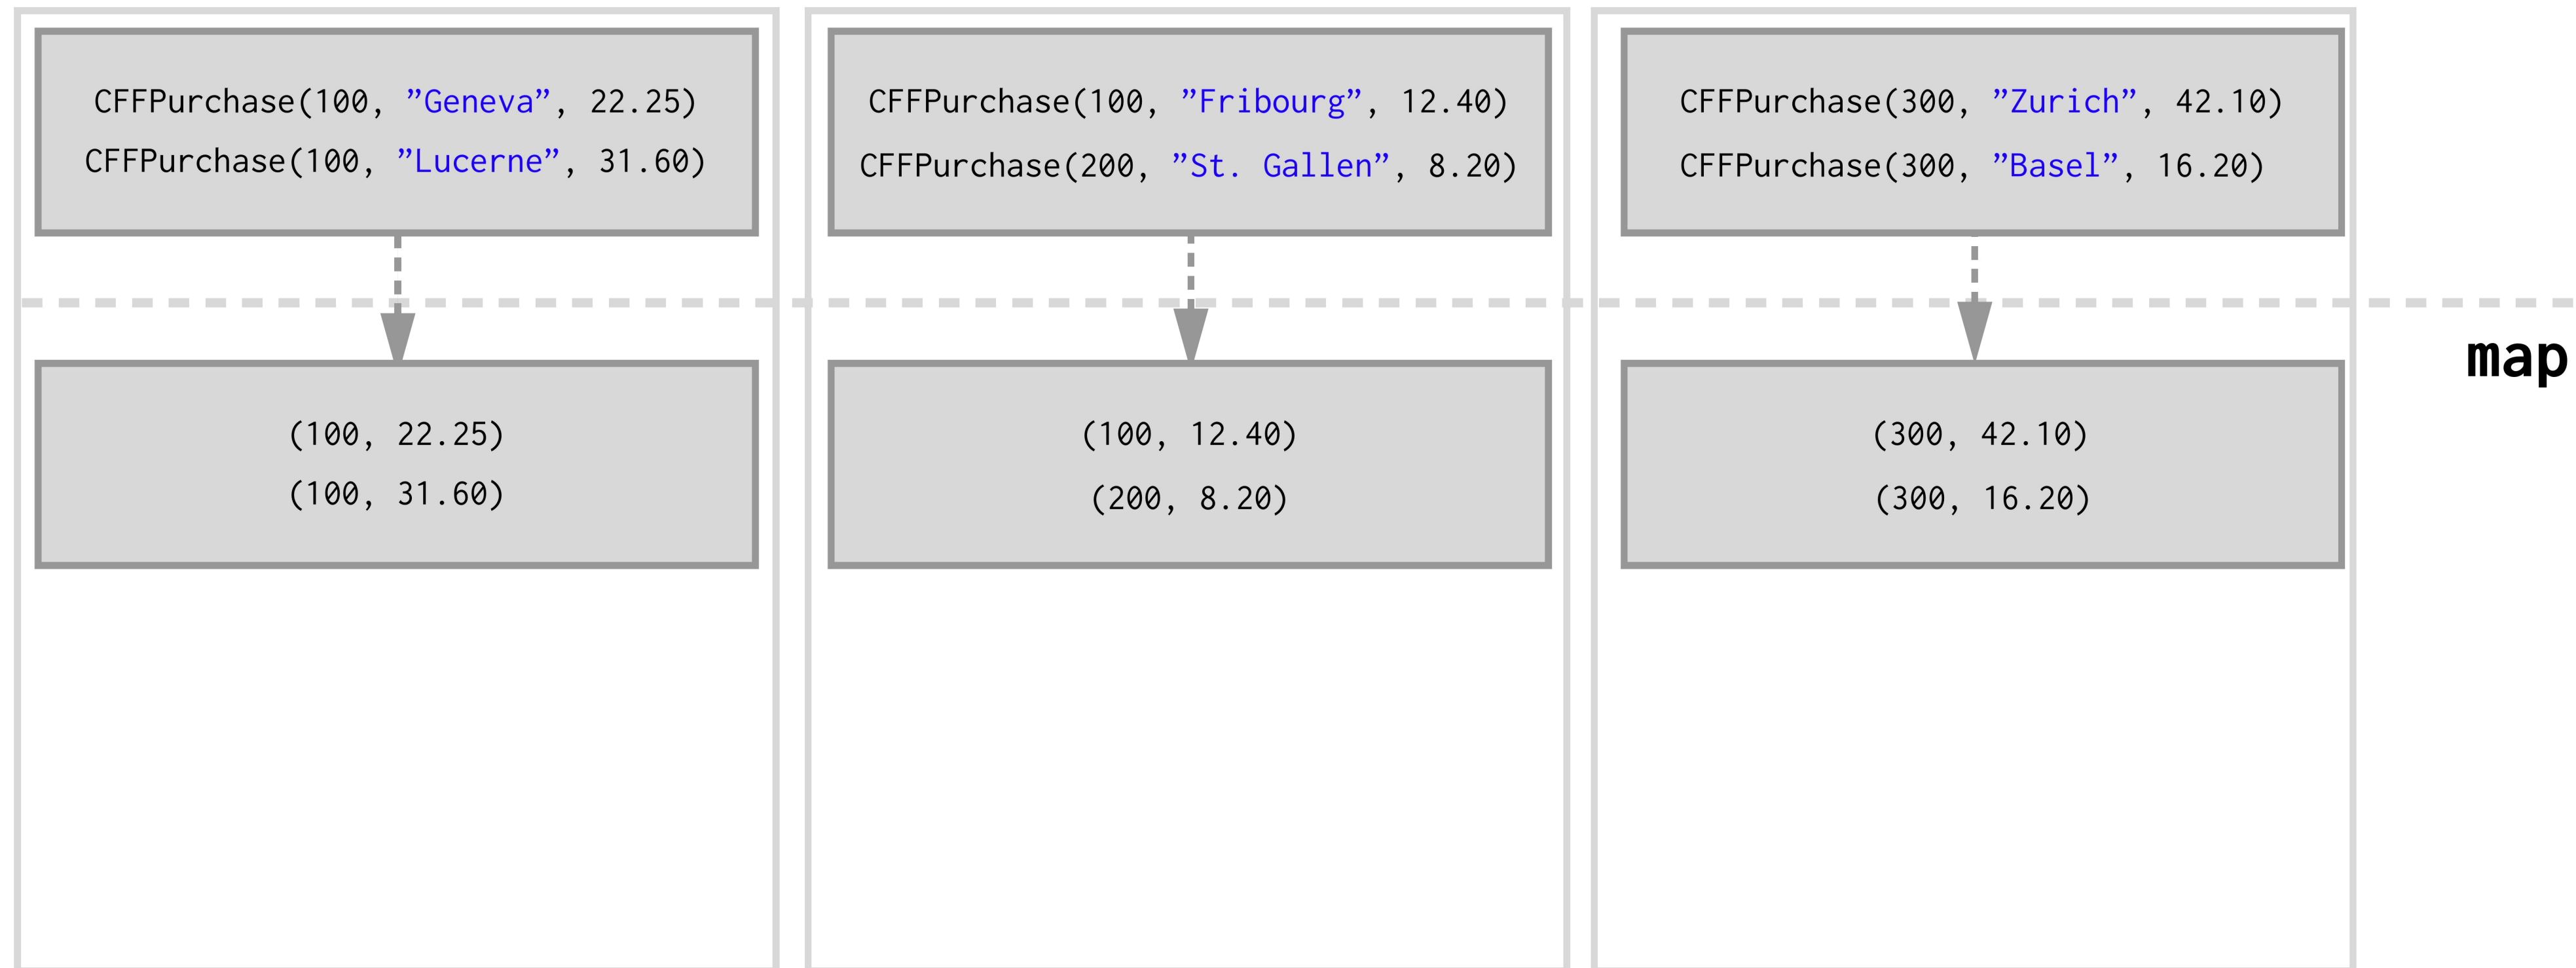 CFFPurchase(100, ”Geneva”, 22.25)
CFFPurchase(100, ”Lucerne”, 31.60)
CFFPurchase(100, ”Fribourg”, 12.40)
CFFPurchase(200, ”St. Gallen”, 8.20)
CFFPurchase(300, ”Zurich”, 42.10)
CFFPurchase(300, ”Basel”, 16.20)
map
(100, 22.25)
(100, 31.60)
(100, 12.40)
(200, 8.20)
(300, 42.10)
(300, 16.20)